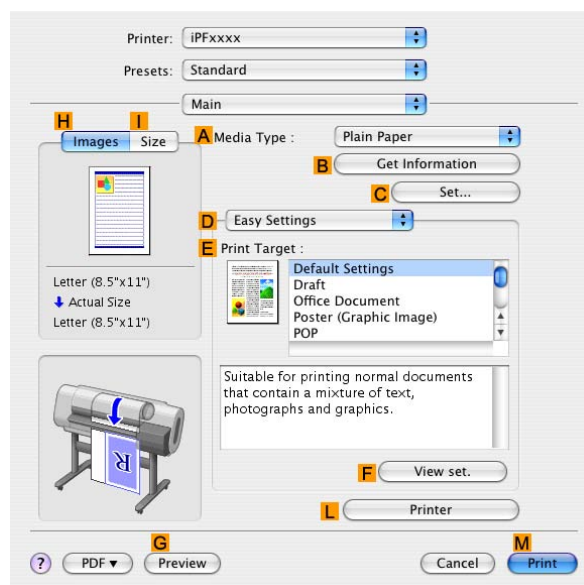 Printer: iPFxxxx
Presets: Standard
Main
H I
Images Size
A Media Type : Plain Paper
B Get Information
C Set...
D Easy Settings
E Print Target :
Default Settings
Draft
Office Document
Poster (Graphic Image)
POP
Letter (8.5"x11")
Actual Size
Letter (8.5"x11")
Suitable for printing normal documents
that contain a mixture of text,
photographs and graphics.
R
F View set.
L Printer
G M
? PDF▼ Preview Cancel Print